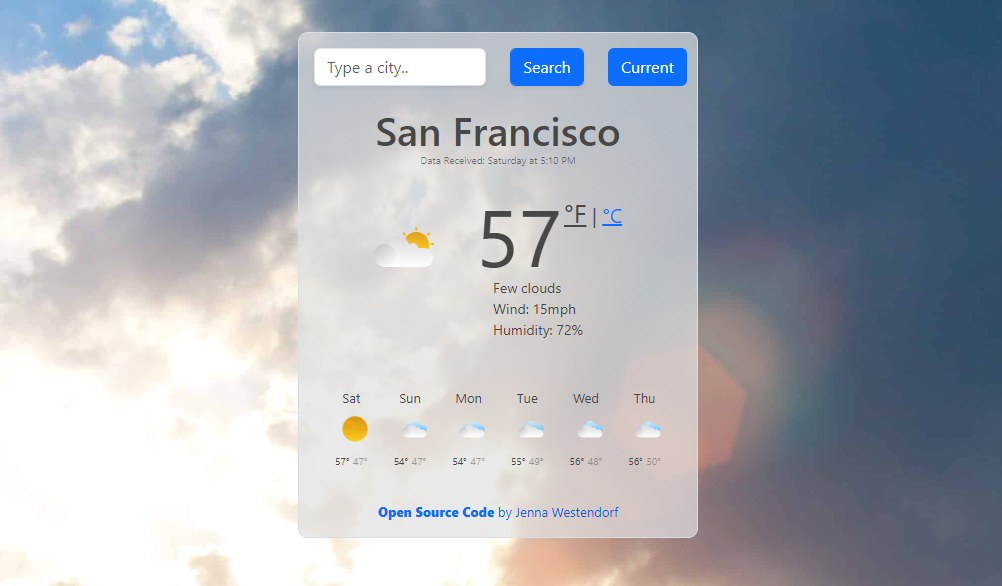 Type a city.. Search Current
San Francisco
Data Received: Saturday at 5:10 PM
57 °F | °C
Few clouds
Wind: 15mph
Humidity: 72%
Sat Sun Mon Tue Wed Thu
57° 47° 54° 47° 54° 47° 55° 49° 56° 48° 56° 50°
Open Source Code by Jenna Westendorf